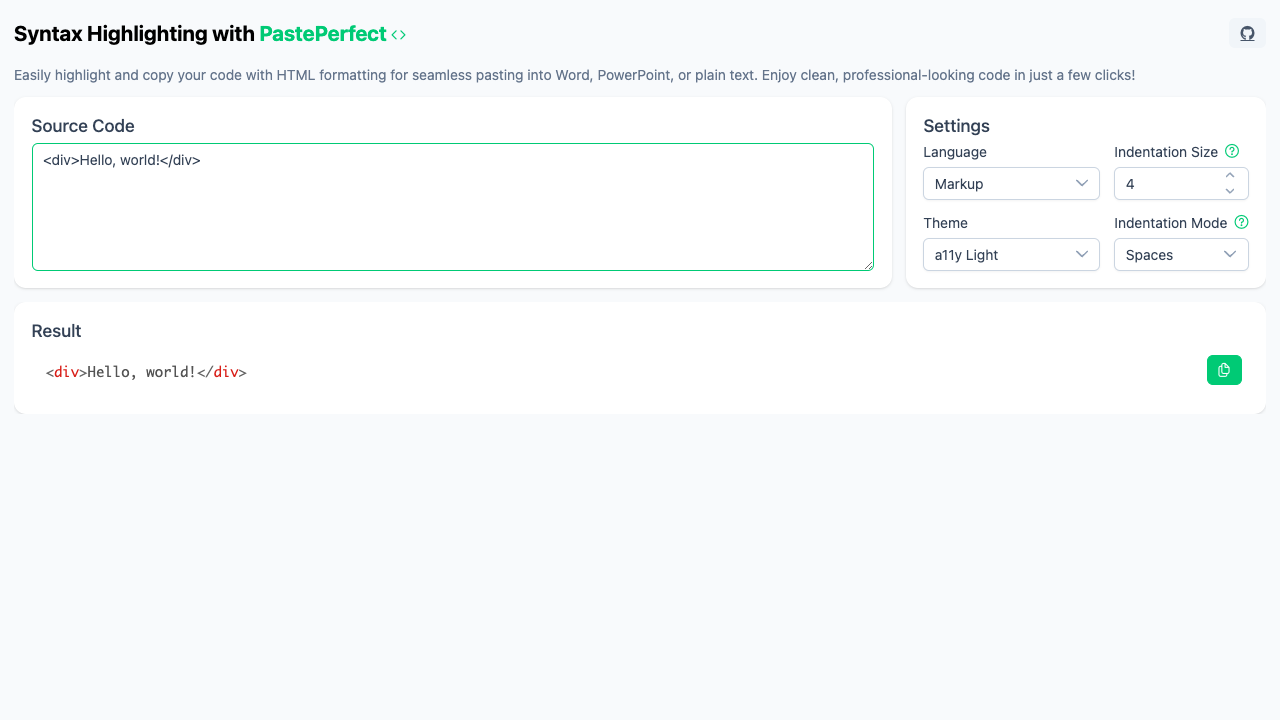 Syntax Highlighting with PastePerfect <>
Easily highlight and copy your code with HTML formatting for seamless pasting into Word, PowerPoint, or plain text. Enjoy clean, professional-looking code in just a few clicks!
Source Code
<div>Hello, world!</div>
Settings
Language
Indentation Size ?
Markup
4
Theme
Indentation Mode ?
a11y Light
Spaces
Result
<div>Hello, world!</div>